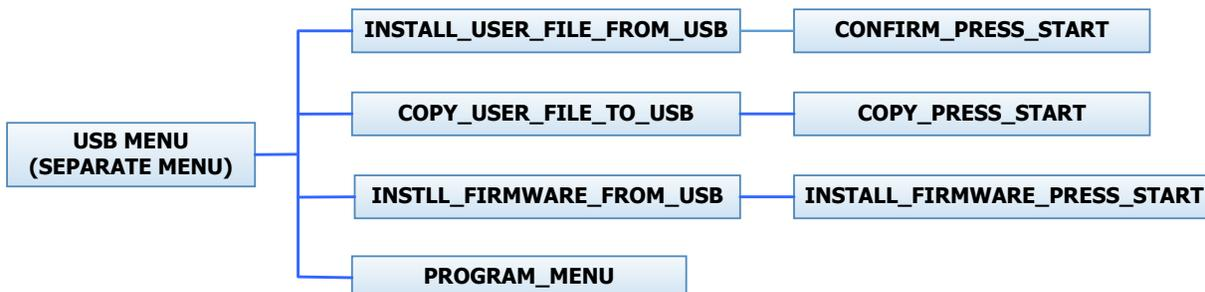 INSTALL_USER_FILE_FROM_USB
CONFIRM_PRESS_START
COPY_USER_FILE_TO_USB
COPY_PRESS_START
USB MENU
(SEPARATE MENU)
INSTLL_FIRMWARE_FROM_USB
INSTALL_FIRMWARE_PRESS_START
PROGRAM_MENU